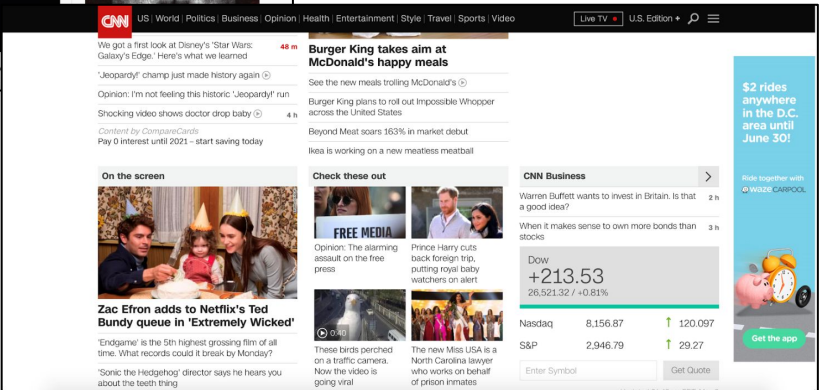 CNN US | World | Politics | Business | Opinion | Health | Entertainment | Style | Travel | Sports | Video Live TV U.S. Edition +
We got a first look at Disney's 'Star Wars: 48 m
Galaxy's Edge.' Here's what we learned
'Jeopardy!' champ just made history again
Opinion: I'm not feeling this historic 'Jeopardy!' run
Shocking video shows doctor drop baby 4 h
Content by CompareCards
Pay 0 interest until 2021 – start saving today
Burger King takes aim at
McDonald's happy meals
See the new meals trolling McDonald's
Burger King plans to roll out Impossible Whopper
across the United States
Beyond Meat soars 163% in market debut
Ikea is working on a new meatless meatball
On the screen
Zac Efron adds to Netflix's Ted
Bundy queue in 'Extremely Wicked'
'Endgame' is the 5th highest grossing film of all
time. What records could it break by Monday?
'Sonic the Hedgehog' director says he hears you
about the teeth thing
Check these out
FREE MEDIA
Opinion: The alarming
assault on the free
press
Prince Harry cuts
back foreign trip,
putting royal baby
watchers on alert
0:40
These birds perched
on a traffic camera.
Now the video is
going viral
The new Miss USA is a
North Carolina lawyer
who works on behalf
of prison inmates
CNN Business
Warren Buffett wants to invest in Britain. Is that 2 h
a good idea?
When it makes sense to own more bonds than 3 h
stocks
Dow
+213.53
26,521.32 / +0.81%
Nasdaq 8,156.87 ↑ 120.097
S&P 2,946.79 ↑ 29.27
Enter Symbol Get Quote
$2 rides
anywhere
in the D.C.
area until
June 30!
Ride together with
waze CARPOOL
Get the app